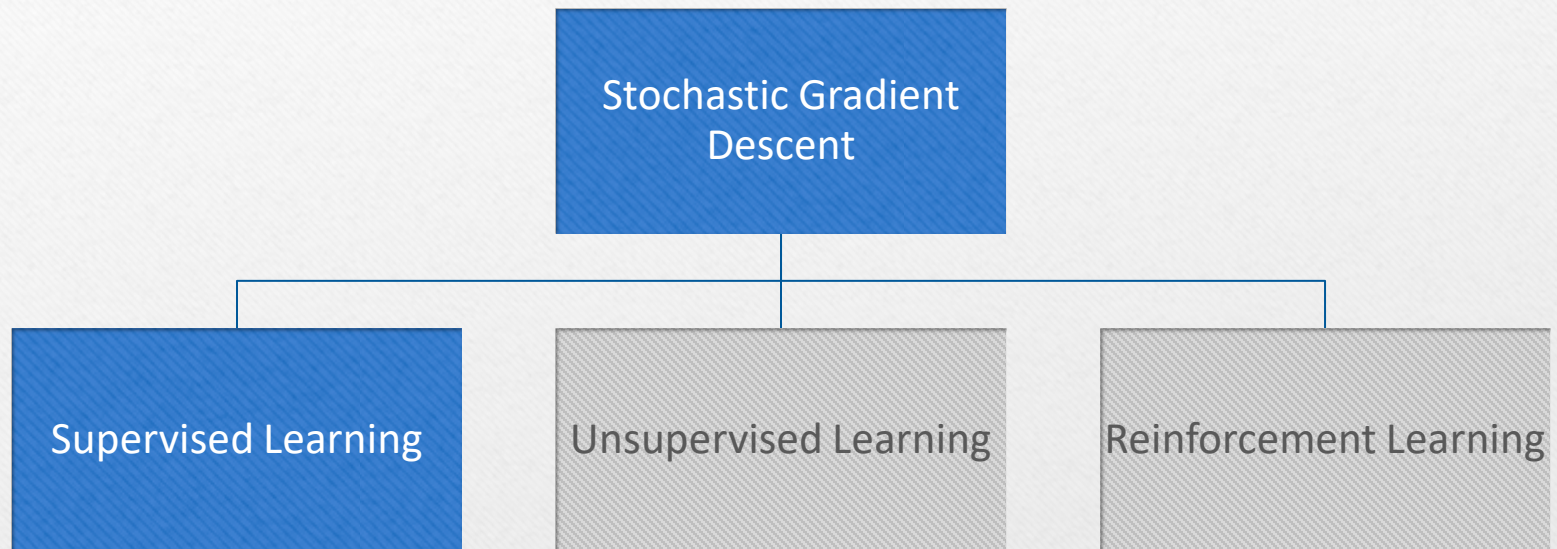 Stochastic Gradient
Descent
Supervised Learning
Unsupervised Learning
Reinforcement Learning